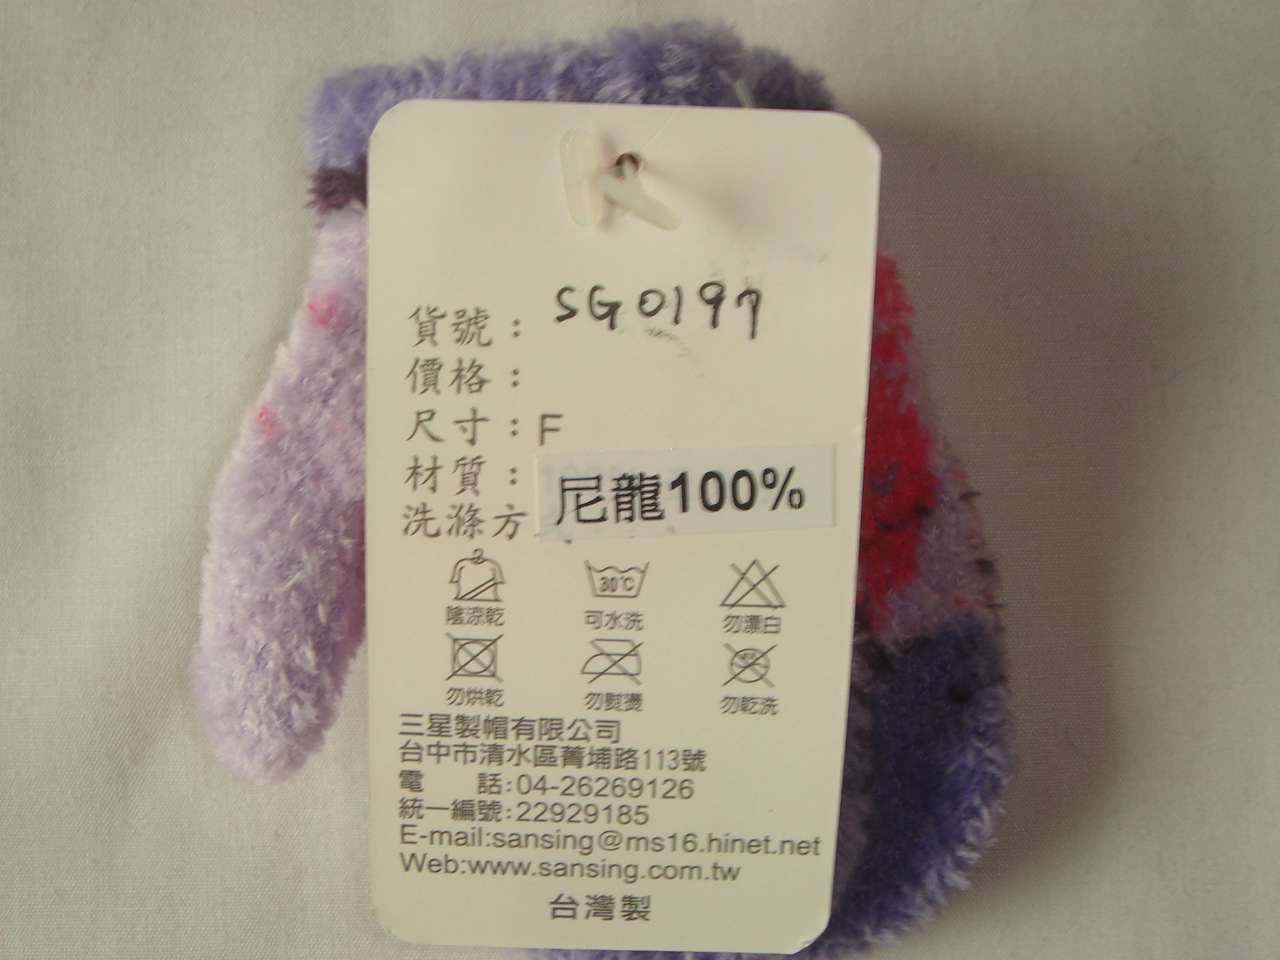 貨號： SG0197
價格：
尺寸：F
材質： 尼龍100%
洗滌方
30℃
陰涼乾 可水洗 勿漂白
勿烘乾 勿熨燙 勿乾洗
三星製帽有限公司
台中市清水區菁埔路113號
電 話:04-26269126
統一編號:22929185
E-mail:sansing@ms16.hinet.net
Web:www.sansing.com.tw
台灣製